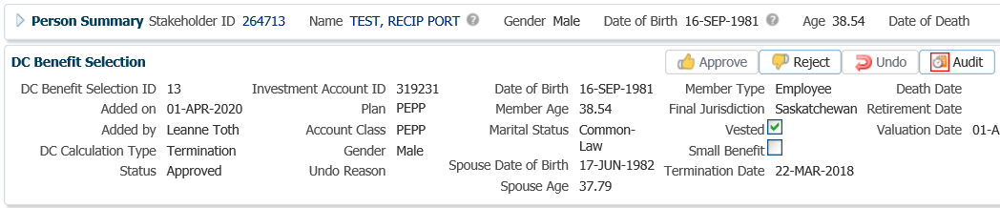 Person Summary Stakeholder ID 264713 Name TEST, RECIP PORT Gender Male Date of Birth 16-SEP-1981 Age 38.54 Date of Death
DC Benefit Selection Approve Reject Undo Audit
DC Benefit Selection ID 13 Investment Account ID 319231 Date of Birth 16-SEP-1981 Member Type Employee Death Date
Added on 01-APR-2020 Plan PEPP Member Age 38.54 Final Jurisdiction Saskatchewan Retirement Date
Added by Leanne Toth Account Class PEPP Marital Status Common-Law Vested Valuation Date 01-A
DC Calculation Type Termination Gender Male Small Benefit
Status Approved Undo Reason Spouse Date of Birth 17-JUN-1982 Termination Date 22-MAR-2018
Spouse Age 37.79